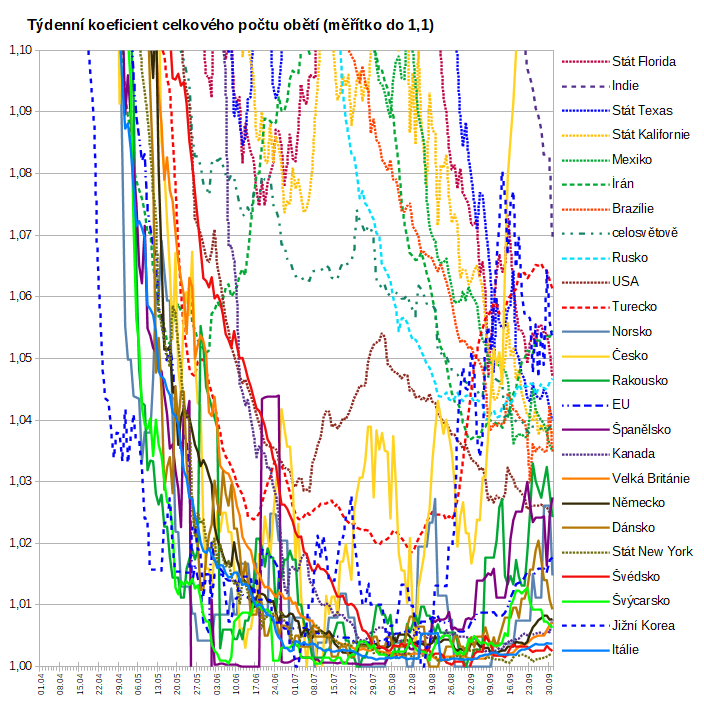 Týdenní koeficient celkového počtu obětí (měřítko do 1,1)
1,10
1,09
1,08
1,07
1,06
1,05
1,04
1,03
1,02
1,01
1,00
01.04
08.04
15.04
22.04
29.04
06.05
13.05
20.05
27.05
03.06
10.06
17.06
24.06
01.07
08.07
15.07
22.07
29.07
05.08
12.08
19.08
26.08
02.09
09.09
16.09
23.09
30.09
Stát Florida
Indie
Stát Texas
Stát Kalifornie
Mexiko
Írán
Brazílie
celosvětově
Rusko
USA
Turecko
Norsko
Česko
Rakousko
EU
Španělsko
Kanada
Velká Británie
Německo
Dánsko
Stát New York
Švédsko
Švýcarsko
Jižní Korea
Itálie